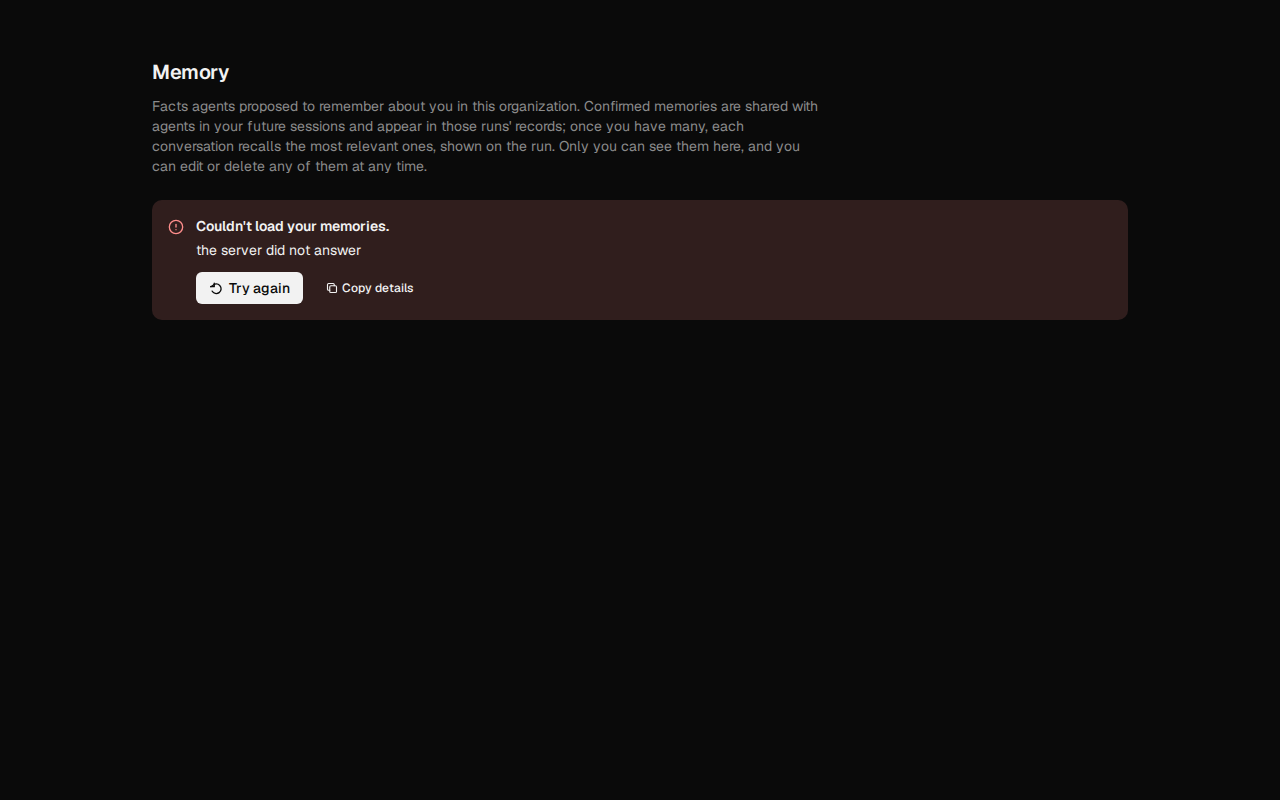 Memory
Facts agents proposed to remember about you in this organization. Confirmed memories are shared with
agents in your future sessions and appear in those runs' records; once you have many, each
conversation recalls the most relevant ones, shown on the run. Only you can see them here, and you
can edit or delete any of them at any time.
Couldn't load your memories.
the server did not answer
Try again
Copy details